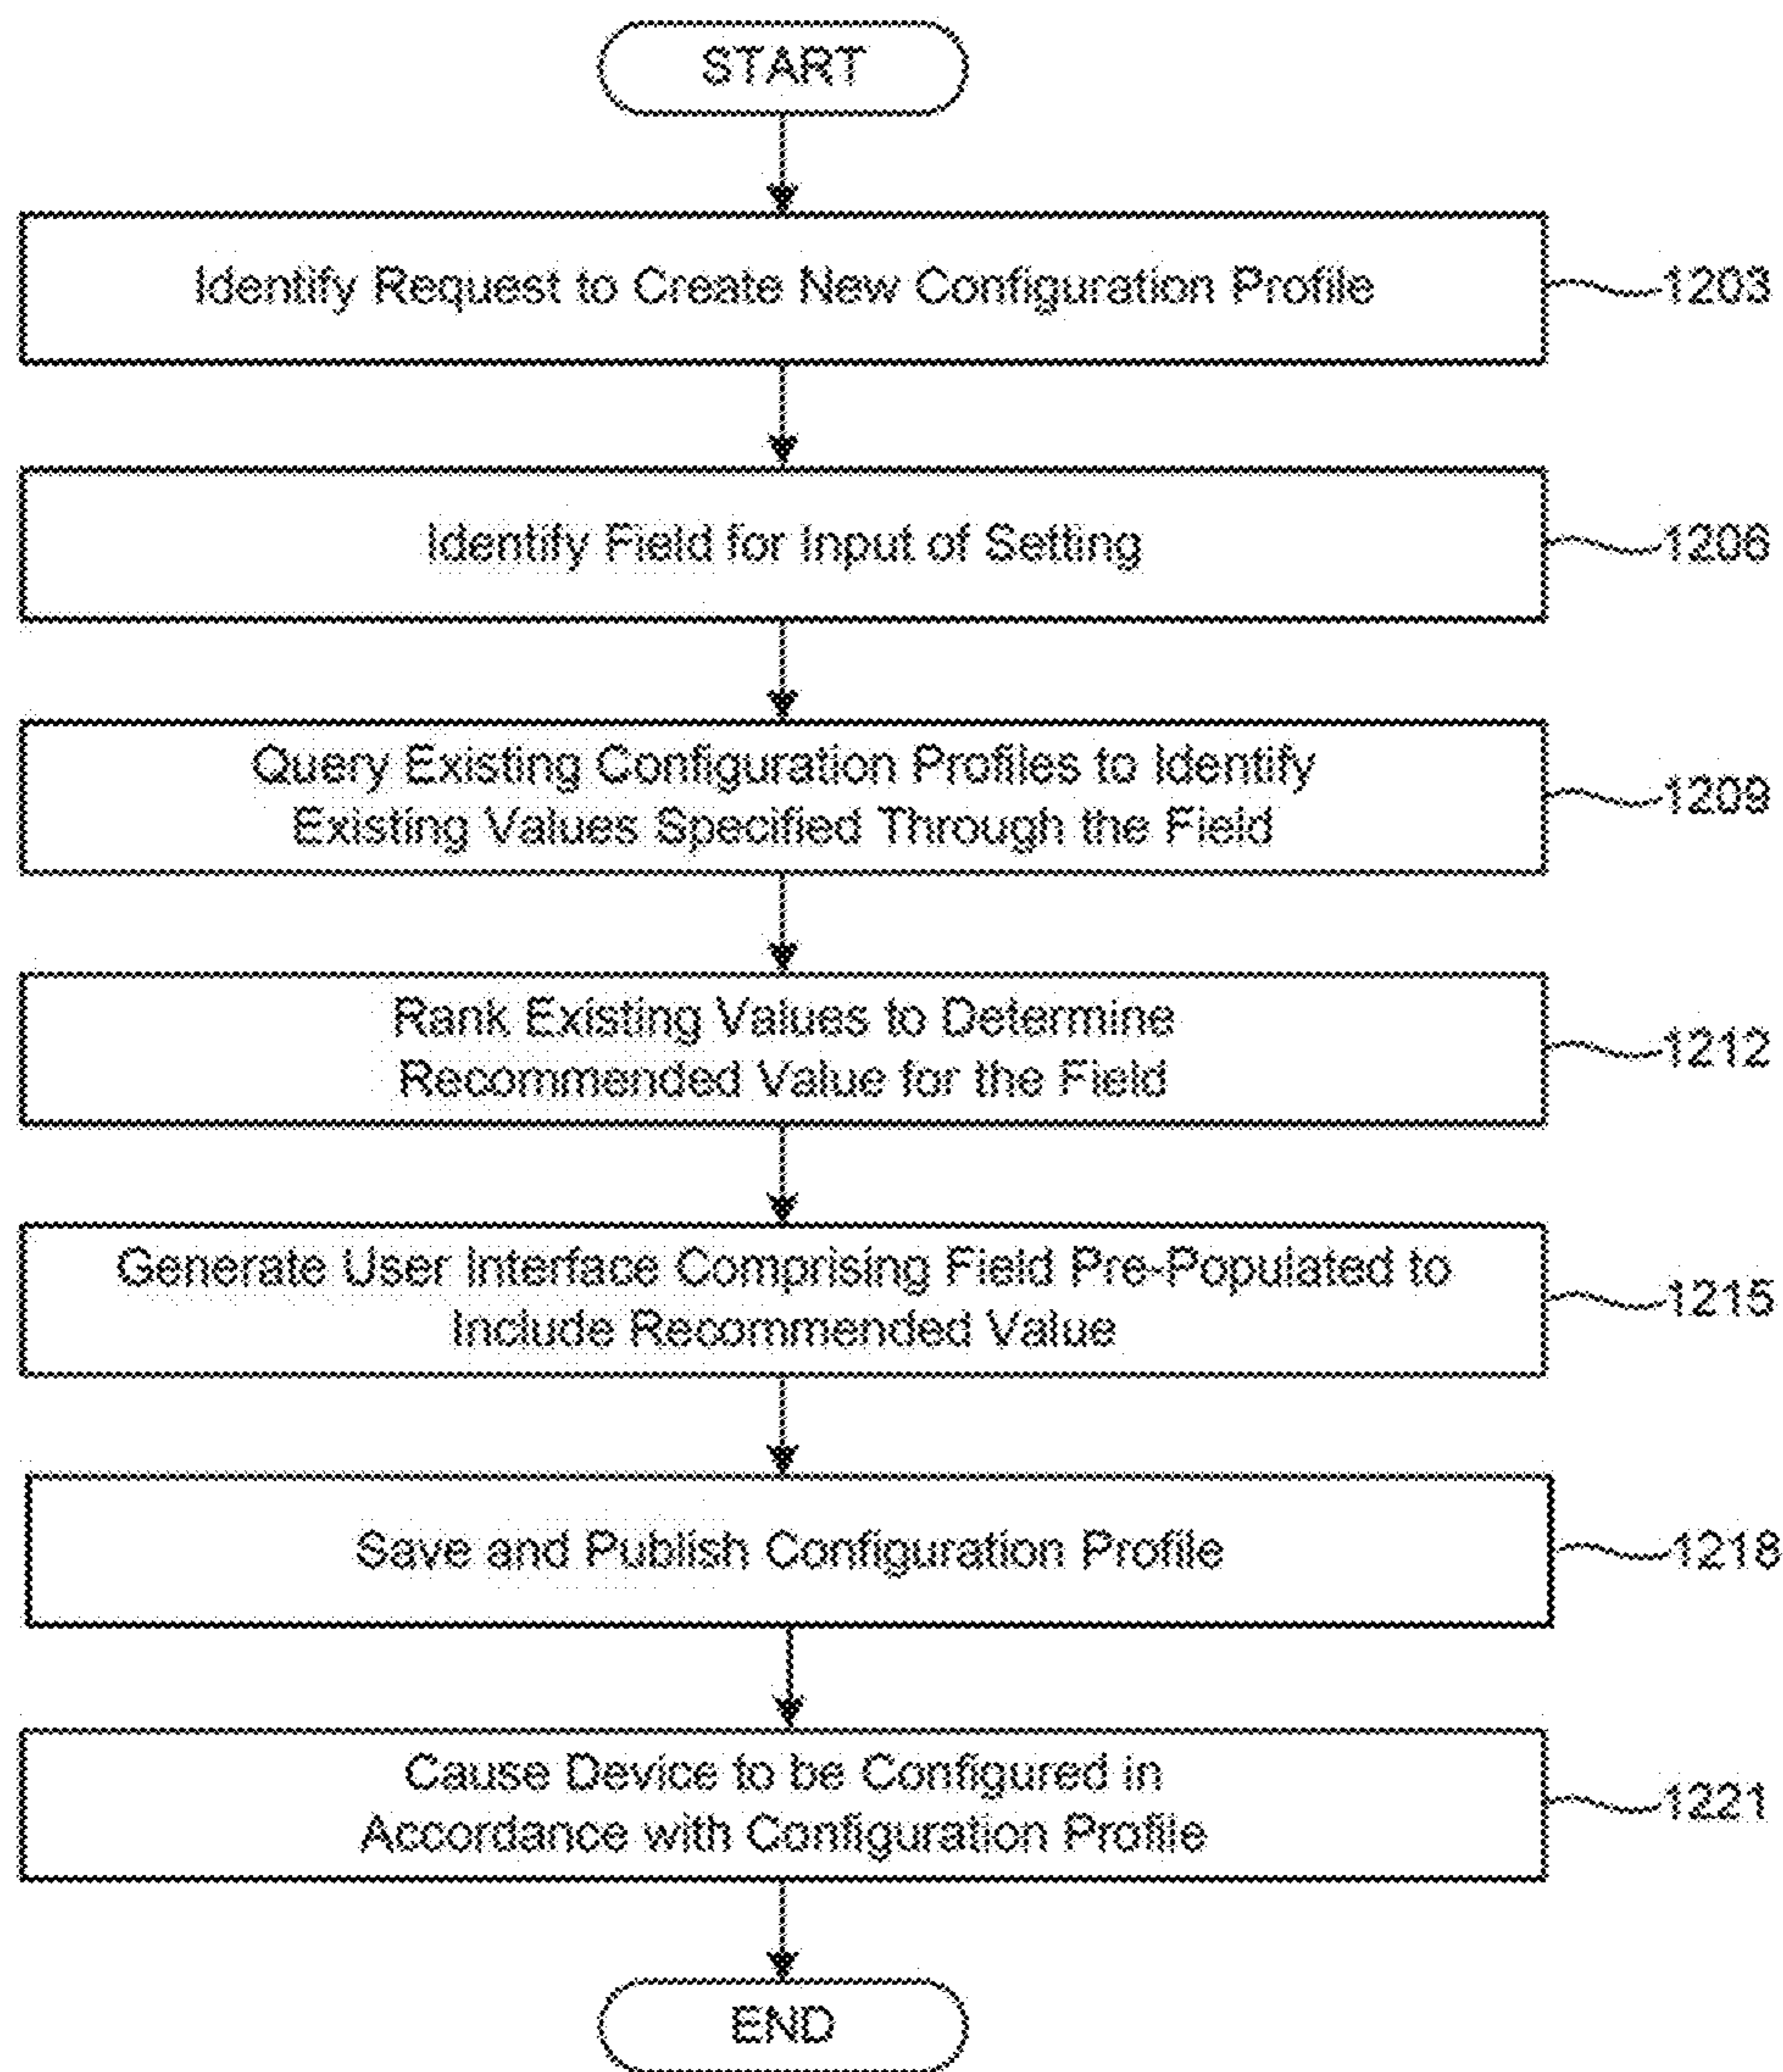 START
Identify Request to Create New Configuration Profile
1203
Identify Field for Input of Setting
1206
Query Existing Configuration Profiles to Identify
Existing Values Specified Through the Field
1209
Rank Existing Values to Determine
Recommended Value for the Field
1212
Generate User Interface Comprising Field Pre-Populated to
Include Recommended Value
1215
Save and Publish Configuration Profile
1218
Cause Device to be Configured in
Accordance with Configuration Profile
1221
END